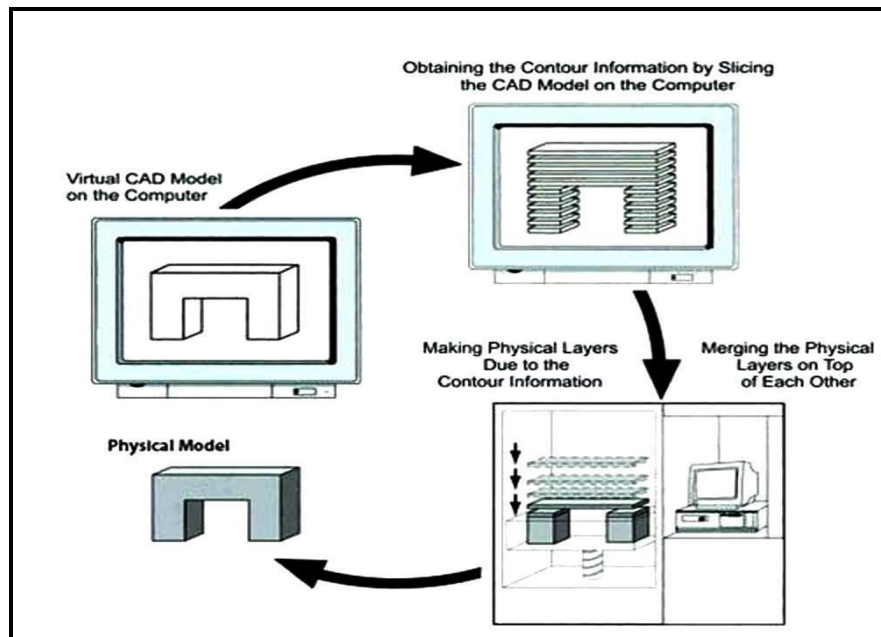 Obtaining the Contour Information by Slicing
the CAD Model on the Computer
Virtual CAD Model
on the Computer
Making Physical Layers
Due to the
Contour Information
Merging the Physical
Layers on Top
of Each Other
Physical Model